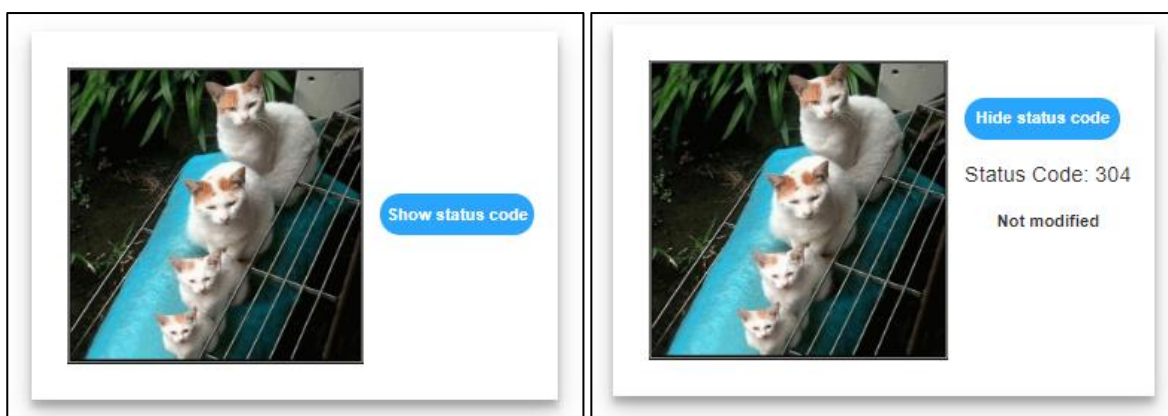 Show status code
Hide status code
Status Code: 304
Not modified